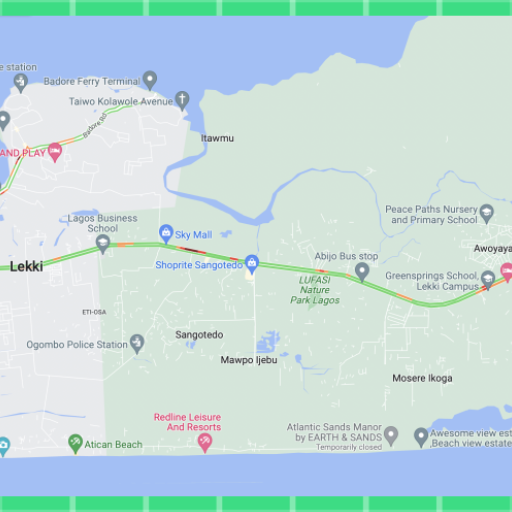 e station
Badore Ferry Terminal
Taiwo Kolawole Avenue
Badore Rd
Itawmu
AND PLAY
Peace Paths Nursery
and Primary School
Lagos Business
School
Sky Mall
Awoyaya
Abijo Bus stop
Lekki
Shoprite Sangotedo
LUFASI
Nature
Park Lagos
Greensprings School,
Lekki Campus
ETI-OSA
Sangotedo
Ogombo Police Station
Mawpo Ijebu
Mosere Ikoga
Redline Leisure
And Resorts
Atlantic Sands Manor
by EARTH & SANDS
Temporarily closed
Awesome view esta
Beach view estate
Atican Beach